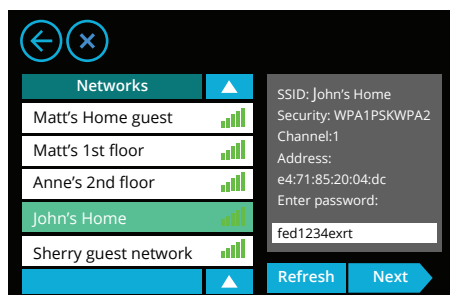 Networks
Matt's Home guest
Matt's 1st floor
Anne's 2nd floor
John's Home
Sherry guest network
SSID: John's Home
Security: WPA1PSKWPA2
Channel:1
Address:
e4:71:85:20:04:dc
Enter password:
fed1234exrt
Refresh
Next